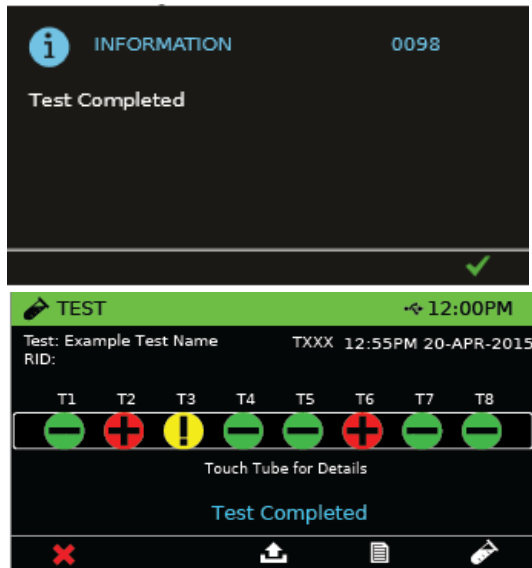 INFORMATION 0098
Test Completed
TEST 12:00PM
Test: Example Test Name TXXX 12:55PM 20-APR-2015
RID:
T1 T2 T3 T4 T5 T6 T7 T8
Touch Tube for Details
Test Completed